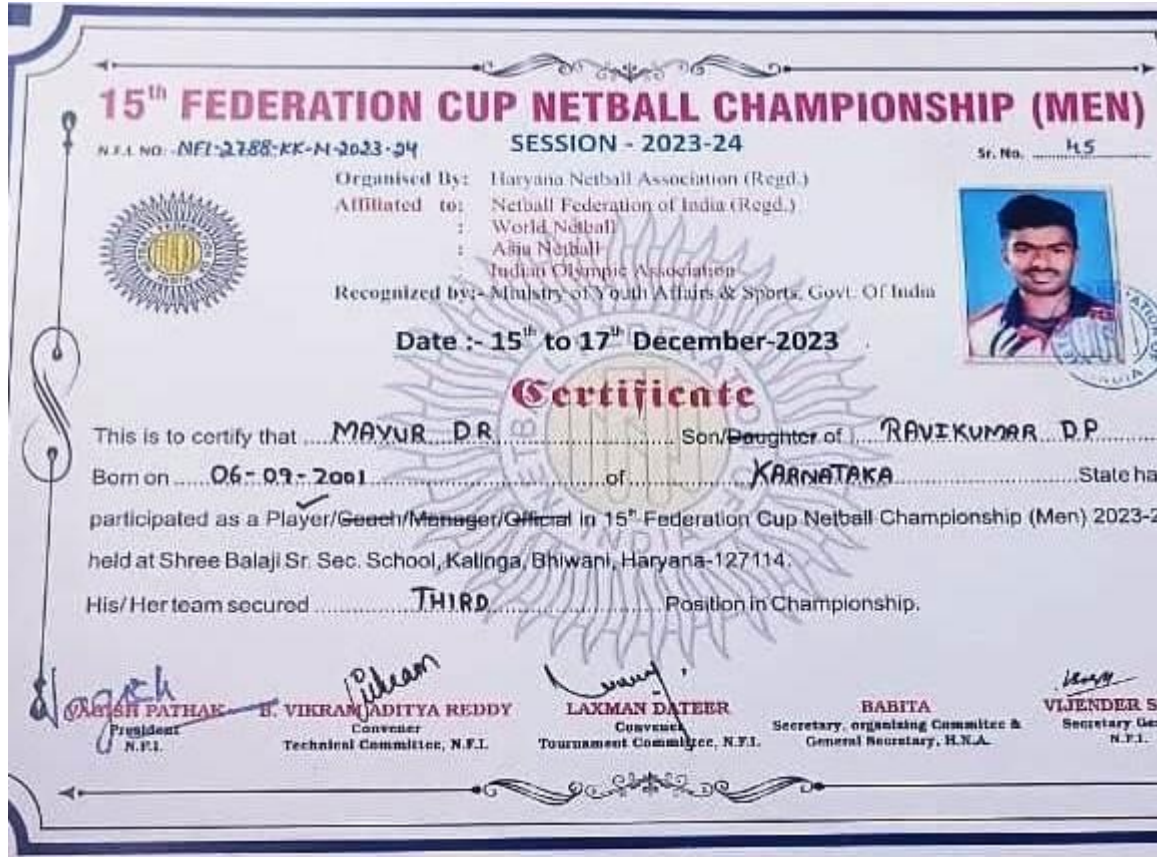 15th FEDERATION CUP NETBALL CHAMPIONSHIP (MEN)
N.F.I. NO: NFI-2788-KK-M-2023-24 SESSION - 2023-24 Sr. No. 45
Organised By: Haryana Netball Association (Regd.)
Affiliated to: Netball Federation of India (Regd.)
: World Netball
: Asia Netball
Indian Olympic Association
Recognized by:- Ministry of Youth Affairs & Sports, Govt. Of India
Date :- 15th to 17th December-2023
Certificate
This is to certify that ....MAYUR D R.... Son/Daughter of ....RAVIKUMAR D P....
Born on ......06-09-2001......of......KARNATAKA......State ha
participated as a Player/Coach/Manager/Official in 15th Federation Cup Netball Championship (Men) 2023-2
held at Shree Balaji Sr. Sec. School, Kalinga, Bhiwani, Haryana-127114.
His/Her team secured ......THIRD......Position in Championship.
PATHAK B. VIKRAM ADITYA REDDY LAXMAN DATEER BABITA VIJENDER S
President Convener Convener Secretary, organising Committee & Secretary Ge
N.F.I. Technical Committee, N.F.I. Tournament Committee, N.F.I. General Secretary, H.N.A. N.F.I.